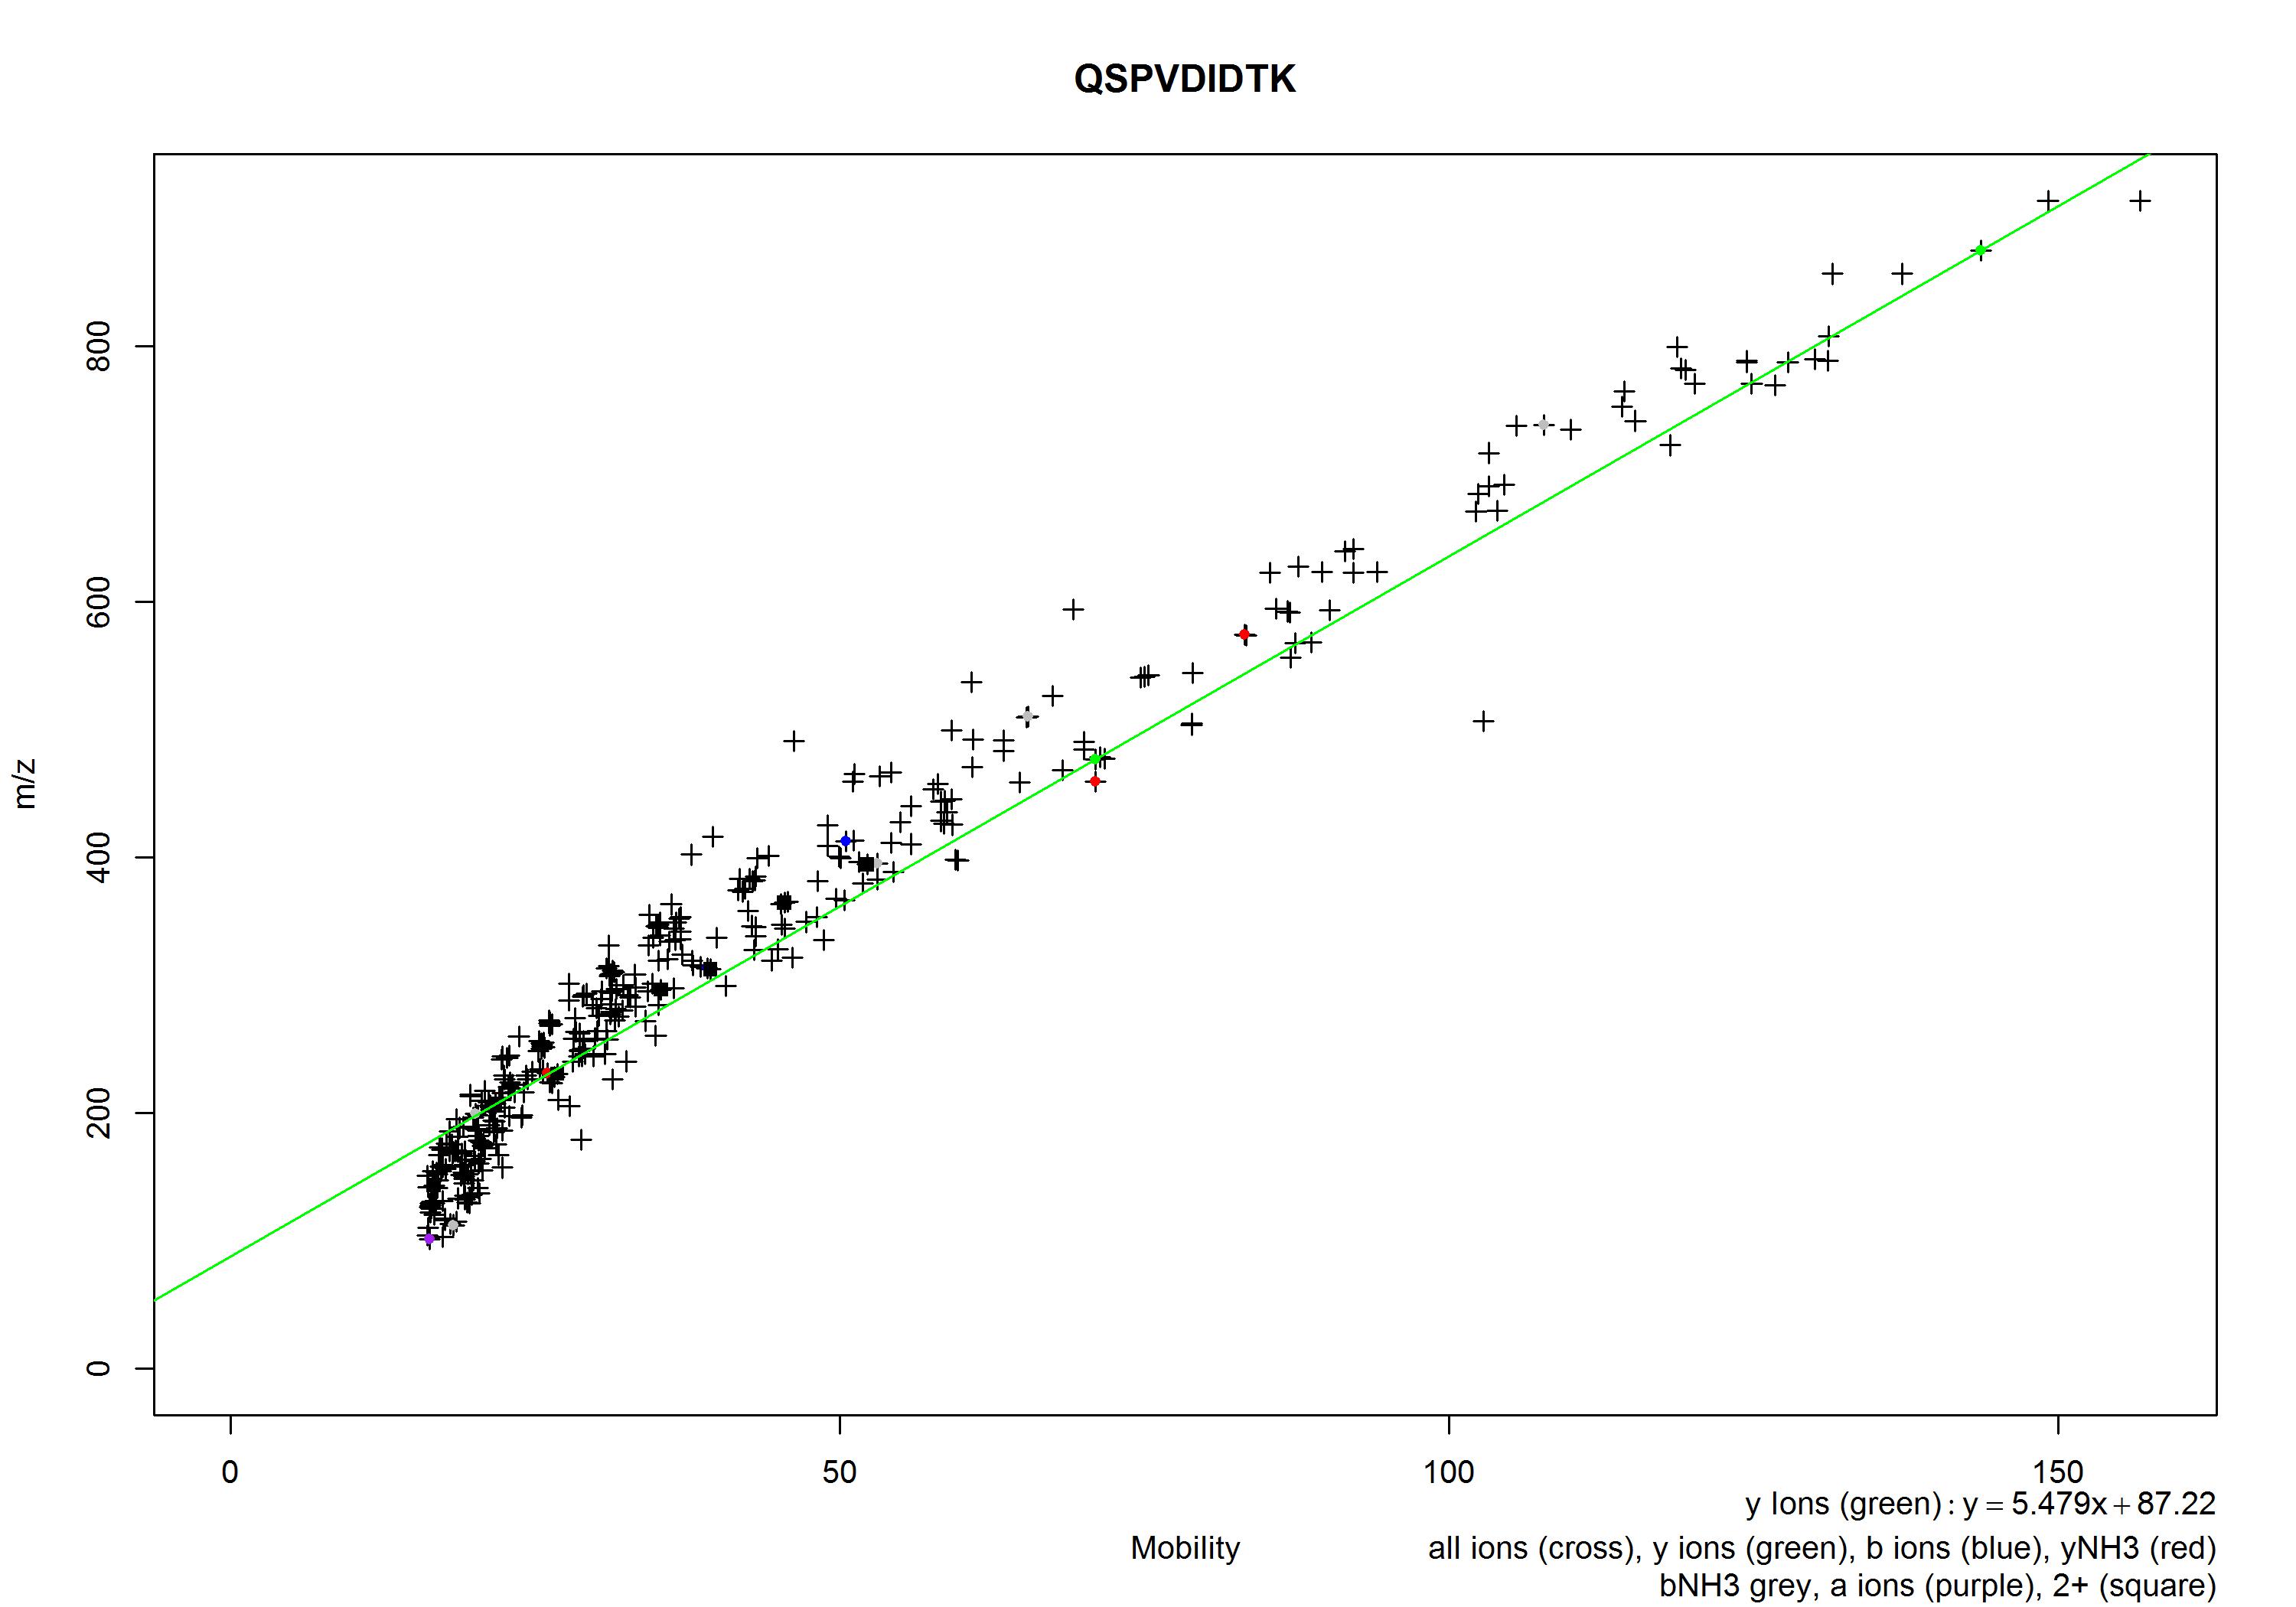 QSPVDIDTK
m/z
800
600
400
200
0
0 50 100 150
y Ions (green) : y = 5.479x + 87.22
Mobility all ions (cross), y ions (green), b ions (blue), yNH3 (red)
bNH3 grey, a ions (purple), 2+ (square)